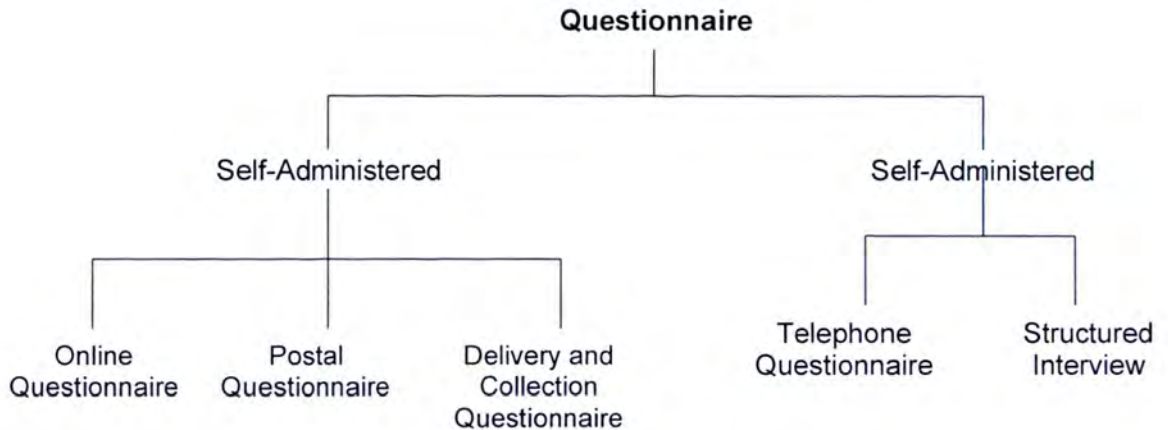 Questionnaire
Self-Administered
Self-Administered
Online
Questionnaire
Postal
Questionnaire
Delivery and
Collection
Questionnaire
Telephone
Questionnaire
Structured
Interview